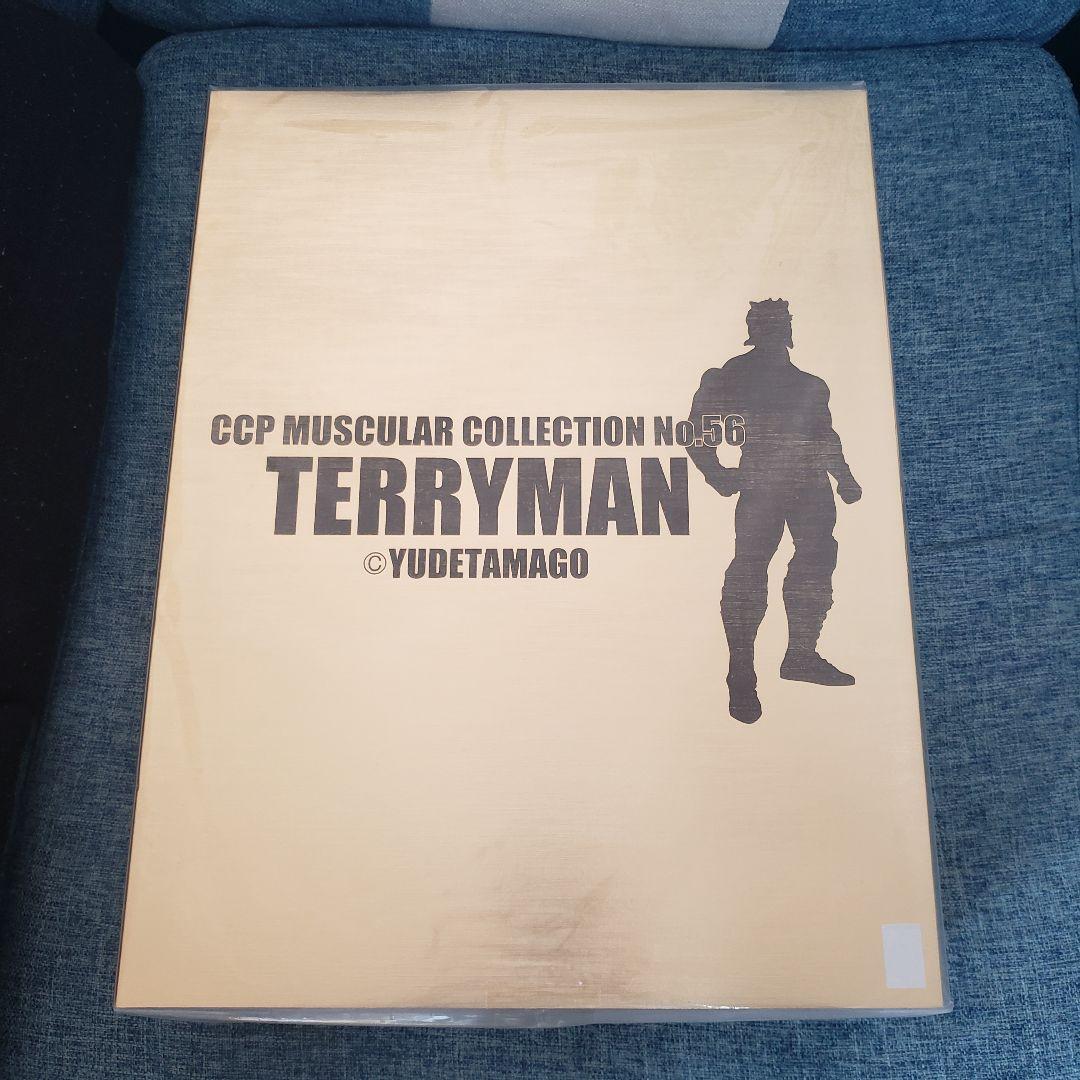 CCP MUSCULAR COLLECTION No.56
TERRYMAN
©YUDETAMAGO